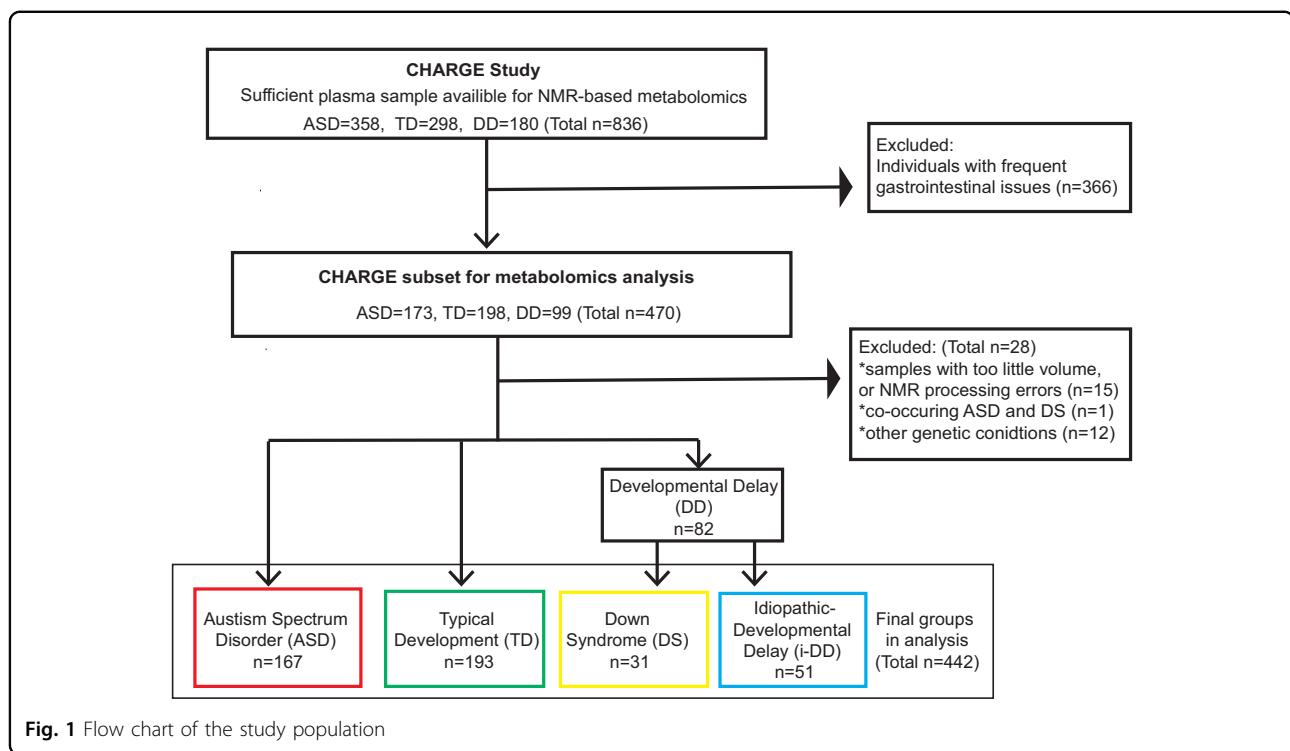 CHARGE Study
Sufficient plasma sample availible for NMR-based metabolomics
ASD=358, TD=298, DD=180 (Total n=836)
Excluded:
Individuals with frequent
gastrointestinal issues (n=366)
CHARGE subset for metabolomics analysis
ASD=173, TD=198, DD=99 (Total n=470)
Excluded: (Total n=28)
*samples with too little volume,
or NMR processing errors (n=15)
*co-occuring ASD and DS (n=1)
*other genetic conidtions (n=12)
Developmental Delay
(DD)
n=82
Austism Spectrum
Disorder (ASD)
n=167
Typical
Development (TD)
n=193
Down
Syndrome (DS)
n=31
Idiopathic-
Developmental
Delay (i-DD)
n=51
Final groups
in analysis
(Total n=442)
Fig. 1 Flow chart of the study population